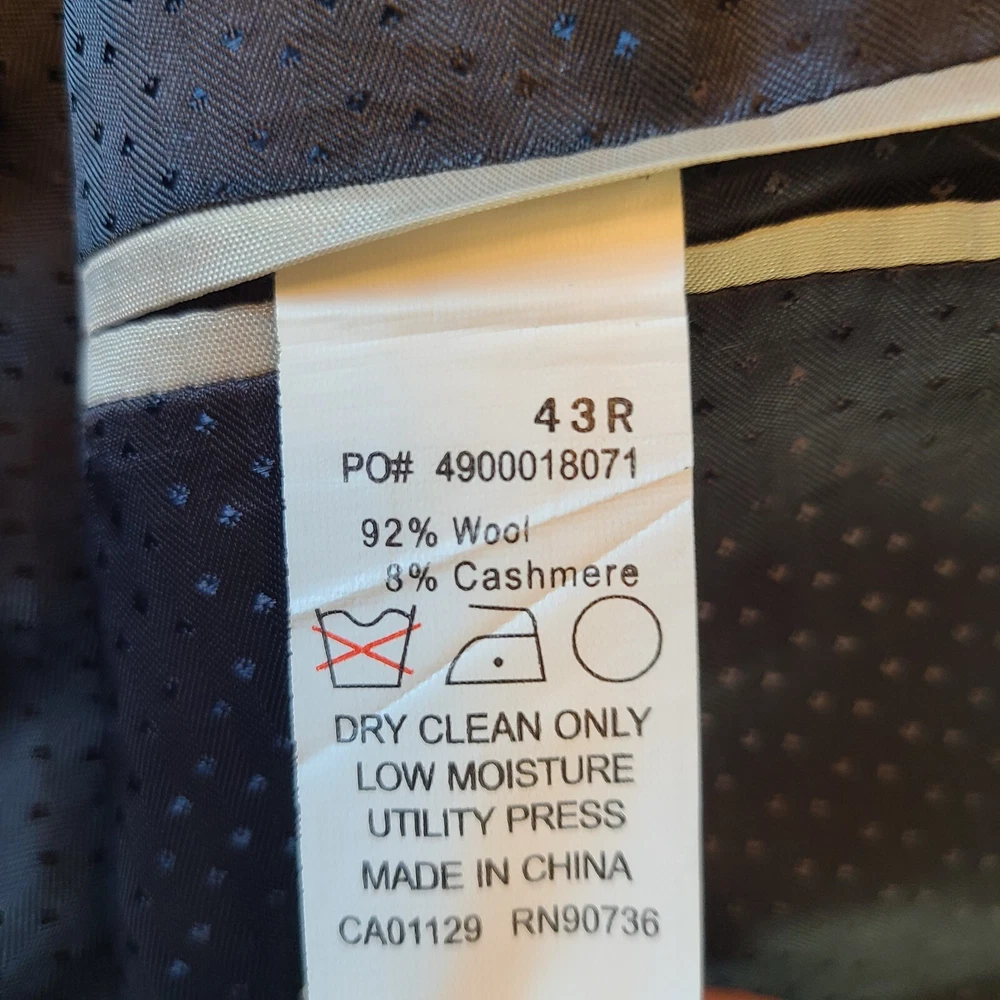 43R
PO# 4900018071
92% Wool
8% Cashmere
DRY CLEAN ONLY
LOW MOISTURE
UTILITY PRESS
MADE IN CHINA
CA01129 RN90736